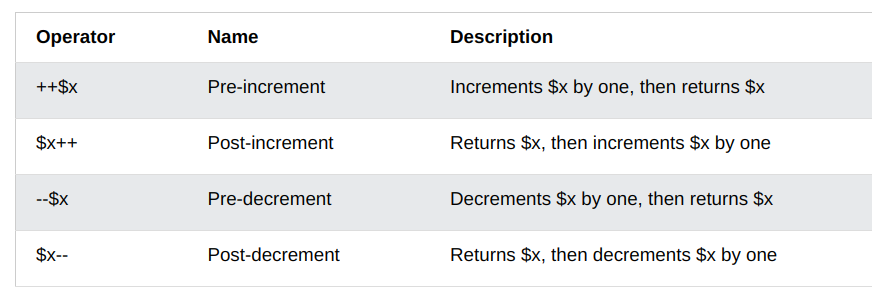 Operator Name Description
++$x Pre-increment Increments $x by one, then returns $x
$x++ Post-increment Returns $x, then increments $x by one
--$x Pre-decrement Decrements $x by one, then returns $x
$x-- Post-decrement Returns $x, then decrements $x by one